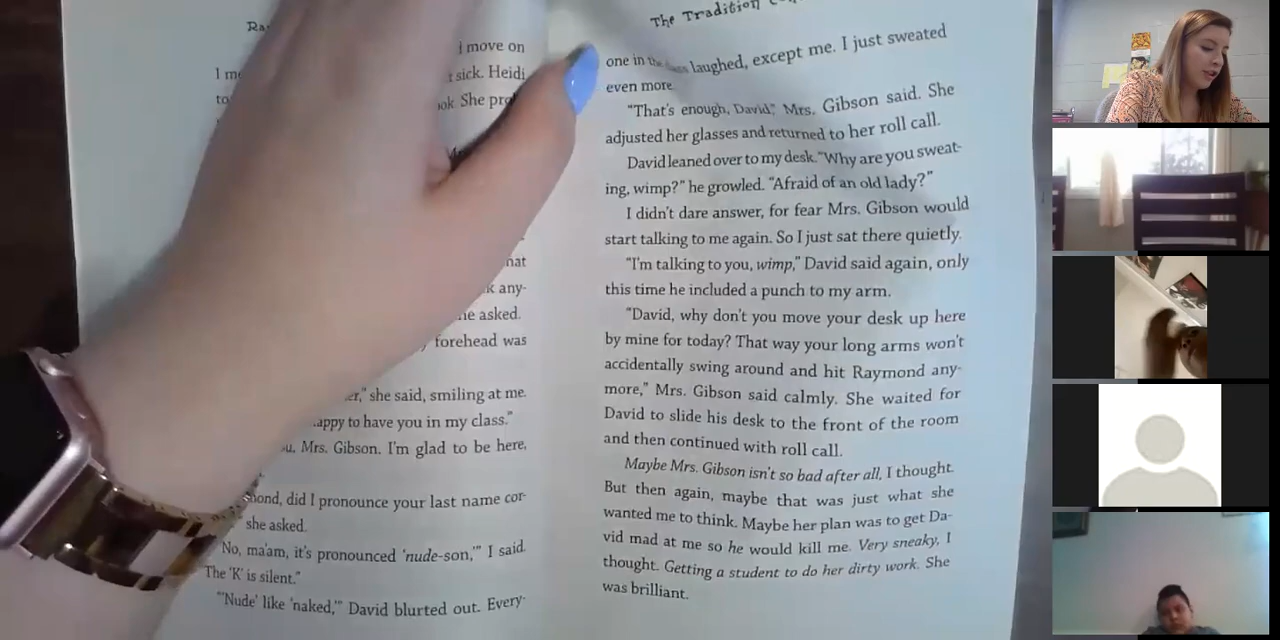 I move on
sick. Heidi
ook. She pro
hat
k any-
he asked.
forehead was
she said, smiling at me.
appy to have you in my class."
Mrs. Gibson. I'm glad to be here,
mond, did I pronounce your last name cor-
she asked.
"No, ma'am, it's pronounced 'nude-son,'" I said.
The 'K' is silent."
"'Nude' like 'naked,'" David blurted out. Every-
The Tradition
one in the class laughed, except me. I just sweated
even more.
"That's enough, David," Mrs. Gibson said. She
adjusted her glasses and returned to her roll call.
David leaned over to my desk. "Why are you sweat-
ing, wimp?" he growled. "Afraid of an old lady?"
I didn't dare answer, for fear Mrs. Gibson would
start talking to me again. So I just sat there quietly.
"I'm talking to you, wimp," David said again, only
this time he included a punch to my arm.
"David, why don't you move your desk up here
by mine for today? That way your long arms won't
accidentally swing around and hit Raymond any-
more," Mrs. Gibson said calmly. She waited for
David to slide his desk to the front of the room
and then continued with roll call.
Maybe Mrs. Gibson isn't so bad after all, I thought.
But then again, maybe that was just what she
wanted me to think. Maybe her plan was to get Da-
vid mad at me so he would kill me. Very sneaky, I
thought. Getting a student to do her dirty work. She
was brilliant.